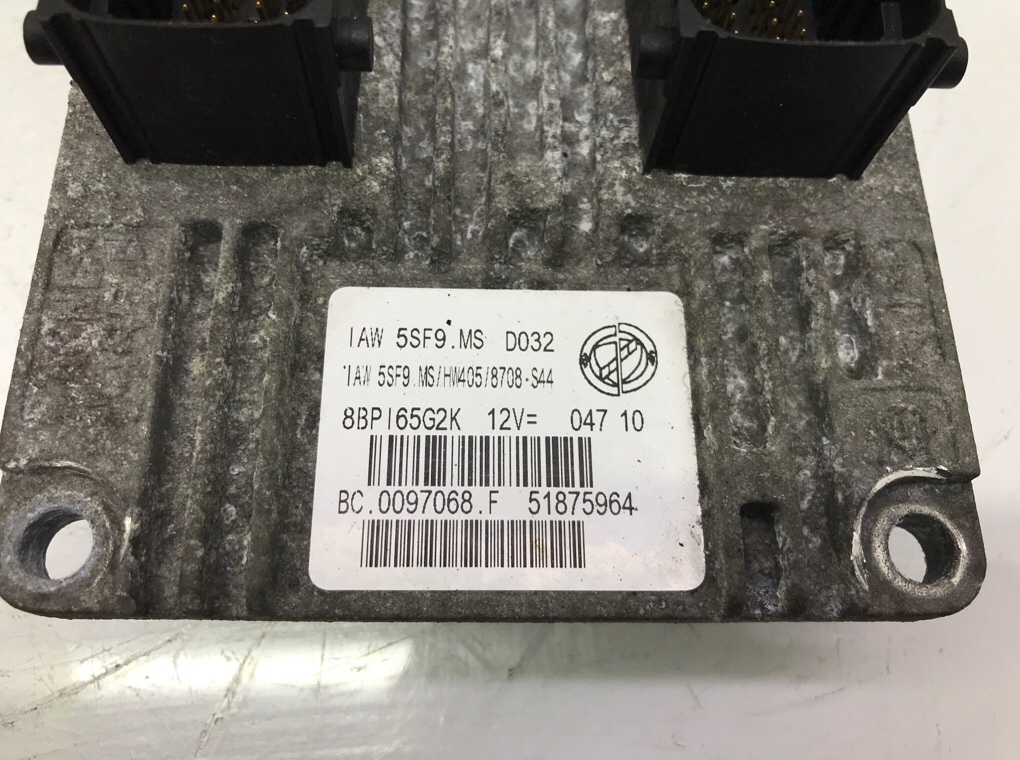 IAW 5SF9.MS D032
IAW 5SF9.MS/HW405/8708-S44
8BPI65G2K 12V= 047 10
BC.0097068.F 51875964